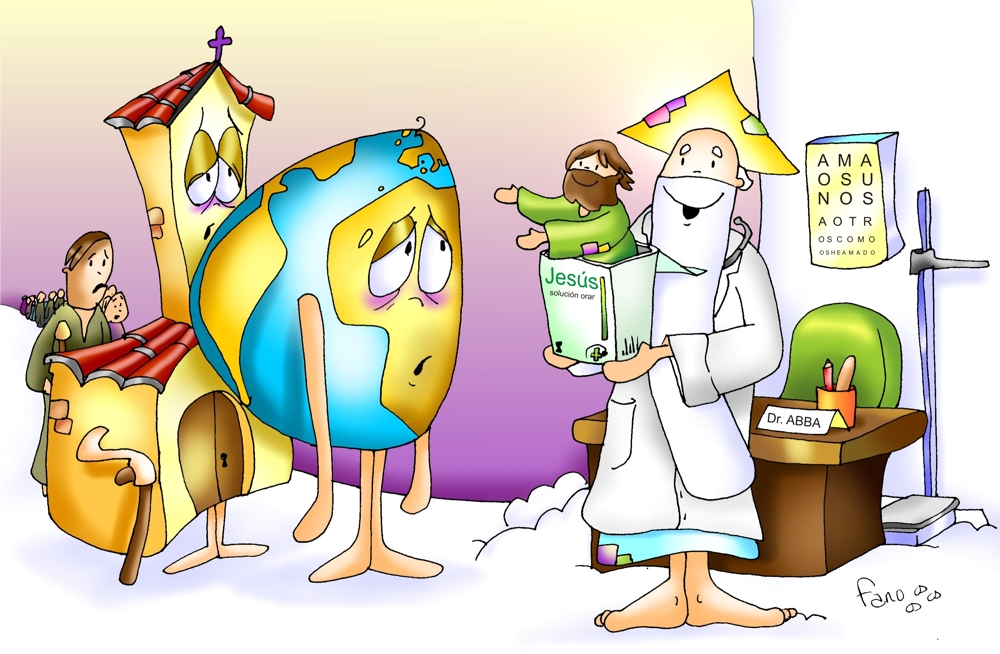 Jesús
solución orar
AMA
OSU
NOS
AOTR
OSCOMO
OSHEAMADO
Dr. ABBA
fano